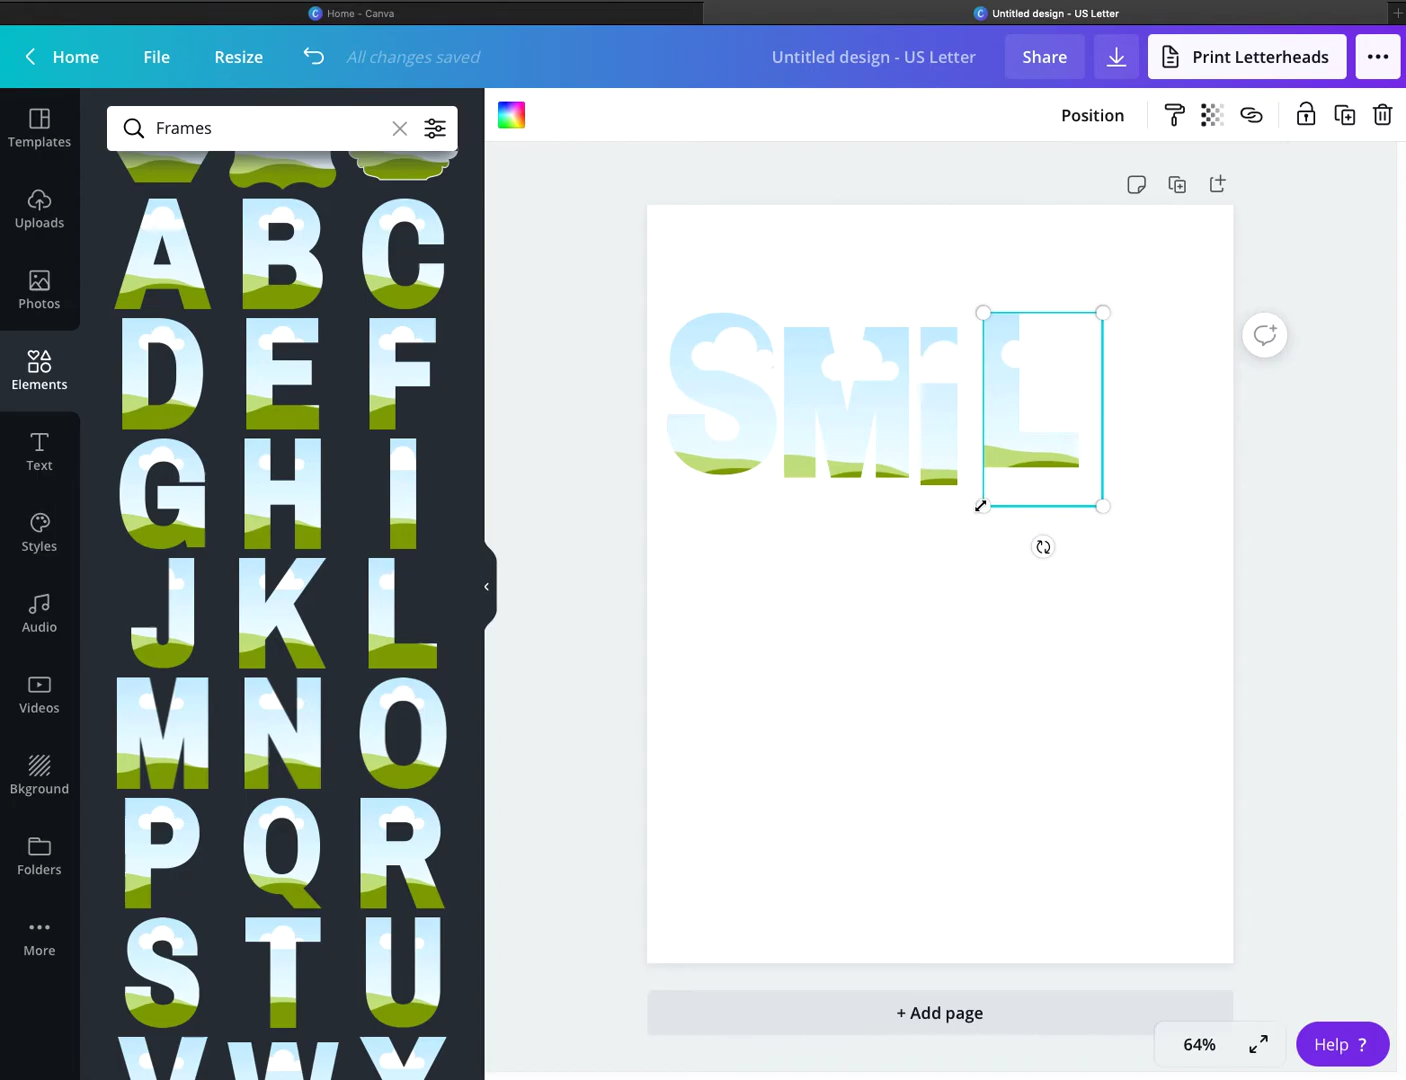 Home - Canva
Untitled design - US Letter
Home
File
Resize
All changes saved
Untitled design - US Letter
Share
Print Letterheads
Templates
Uploads
Photos
Elements
Text
Styles
Audio
Videos
Bkground
Folders
More
Frames
A B C
D E F
G H I
J K L
M N O
P Q R
S T U
V W X
Position
SMiL
+ Add page
64%
Help ?